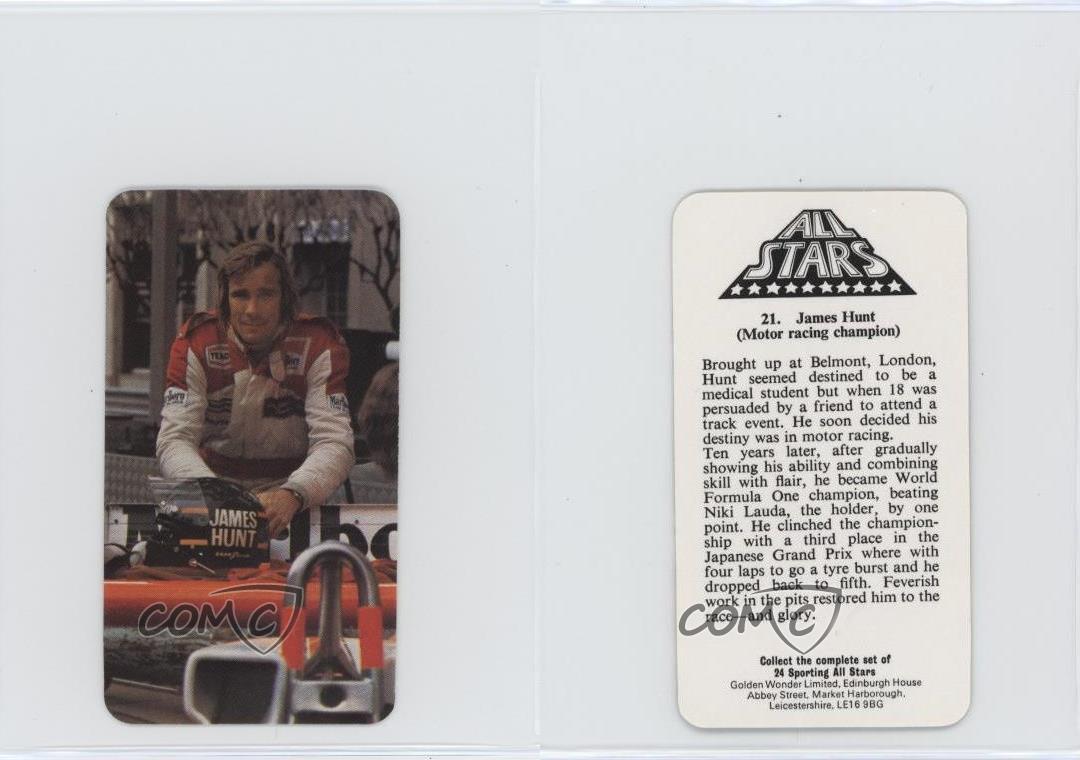 TEAC
Marlboro
JAMES
HUNT
GOODYEAR
COMC
ALL
STARS
21. James Hunt
(Motor racing champion)
Brought up at Belmont, London,
Hunt seemed destined to be a
medical student but when 18 was
persuaded by a friend to attend a
track event. He soon decided his
destiny was in motor racing.
Ten years later, after gradually
showing his ability and combining
skill with flair, he became World
Formula One champion, beating
Niki Lauda, the holder, by one
point. He clinched the champion-
ship with a third place in the
Japanese Grand Prix where with
four laps to go a tyre burst and he
dropped back to fifth. Feverish
work in the pits restored him to the
race—and glory.
COMC
Collect the complete set of
24 Sporting All Stars
Golden Wonder Limited, Edinburgh House
Abbey Street, Market Harborough,
Leicestershire, LE16 9BG